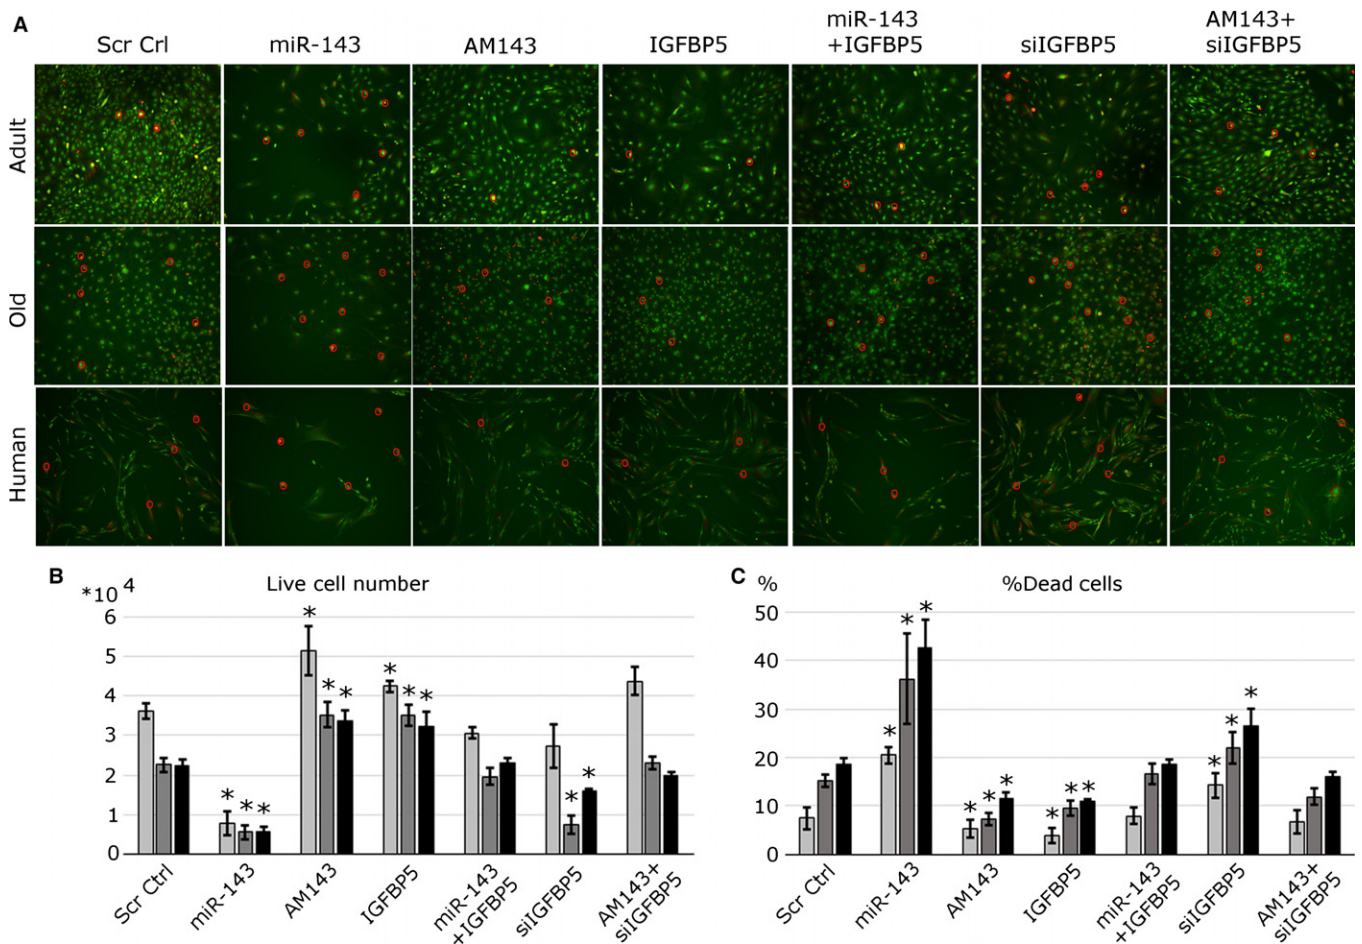 A
Scr Crl
miR-143
AM143
IGFBP5
miR-143
+IGFBP5
siIGFBP5
AM143+
siIGFBP5
Adult
Old
Human
B
*10 4
Live cell number
6
5
4
3
2
1
0
* * * * * * * * * * *
Scr Ctrl
miR-143
AM143
IGFBP5
miR-143
+IGFBP5
siIGFBP5
AM143+
siIGFBP5
C
%
%Dead cells
50
40
30
20
10
0
* * * * * * * * * * * *
Scr Ctrl
miR-143
AM143
IGFBP5
miR-143
+IGFBP5
siIGFBP5
AM143+
siIGFBP5